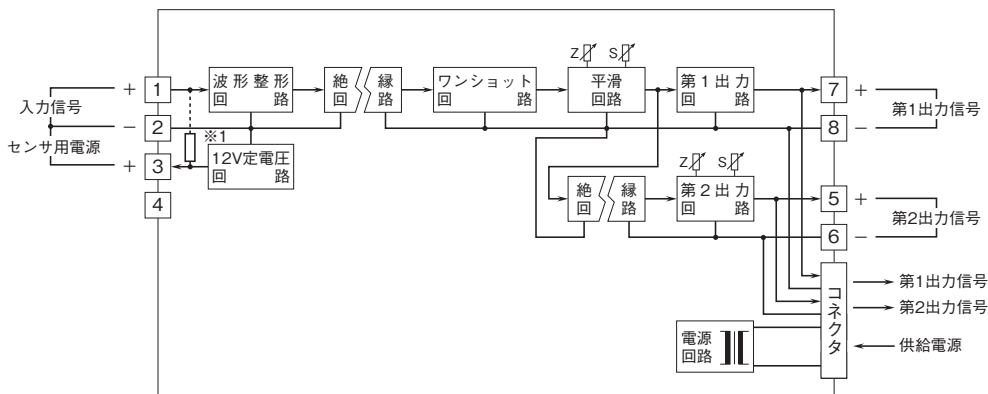 入力信号
センサ用電源
+
−
+
1
2
3
4
波形整形
回路
絶縁
回路
ワンショット
回路
Z
S
平滑
回路
第1出力
回路
7
8
+
−
第1出力信号
※1
12V定電圧
回路
絶縁
回路
Z
S
第2出力
回路
5
6
+
−
第2出力信号
電源
回路
コネクタ
第1出力信号
第2出力信号
供給電源